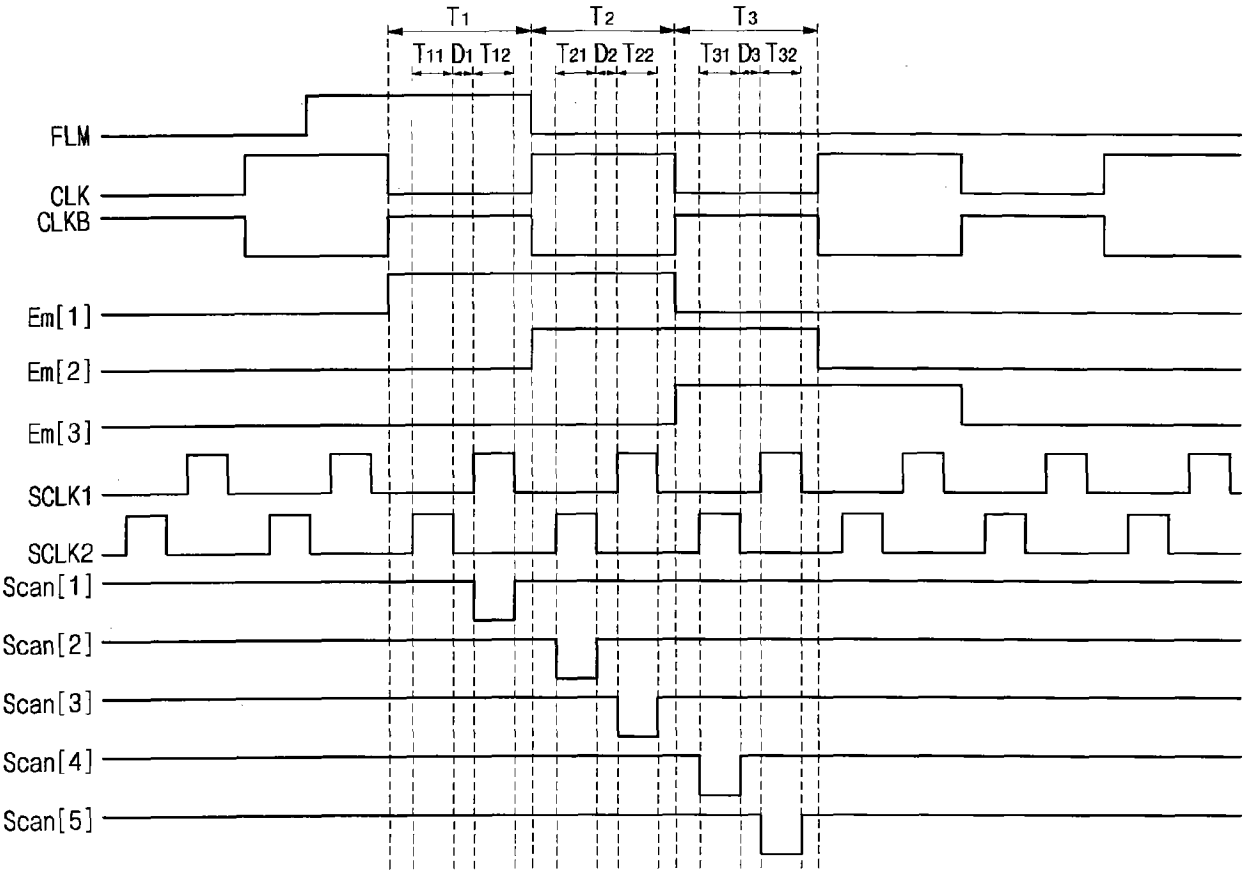 T1 T2 T3
T11 D1 T12 T21 D2 T22 T31 D3 T32
FLM
CLK
CLKB
Em[1]
Em[2]
Em[3]
SCLK1
SCLK2
Scan[1]
Scan[2]
Scan[3]
Scan[4]
Scan[5]